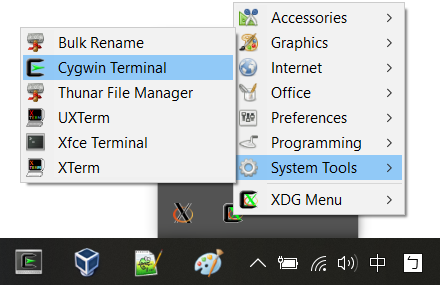 Accessories
Graphics
Internet
Office
Preferences
Programming
System Tools
XDG Menu
Bulk Rename
Cygwin Terminal
Thunar File Manager
UXTerm
Xfce Terminal
XTerm
中
ㄅ